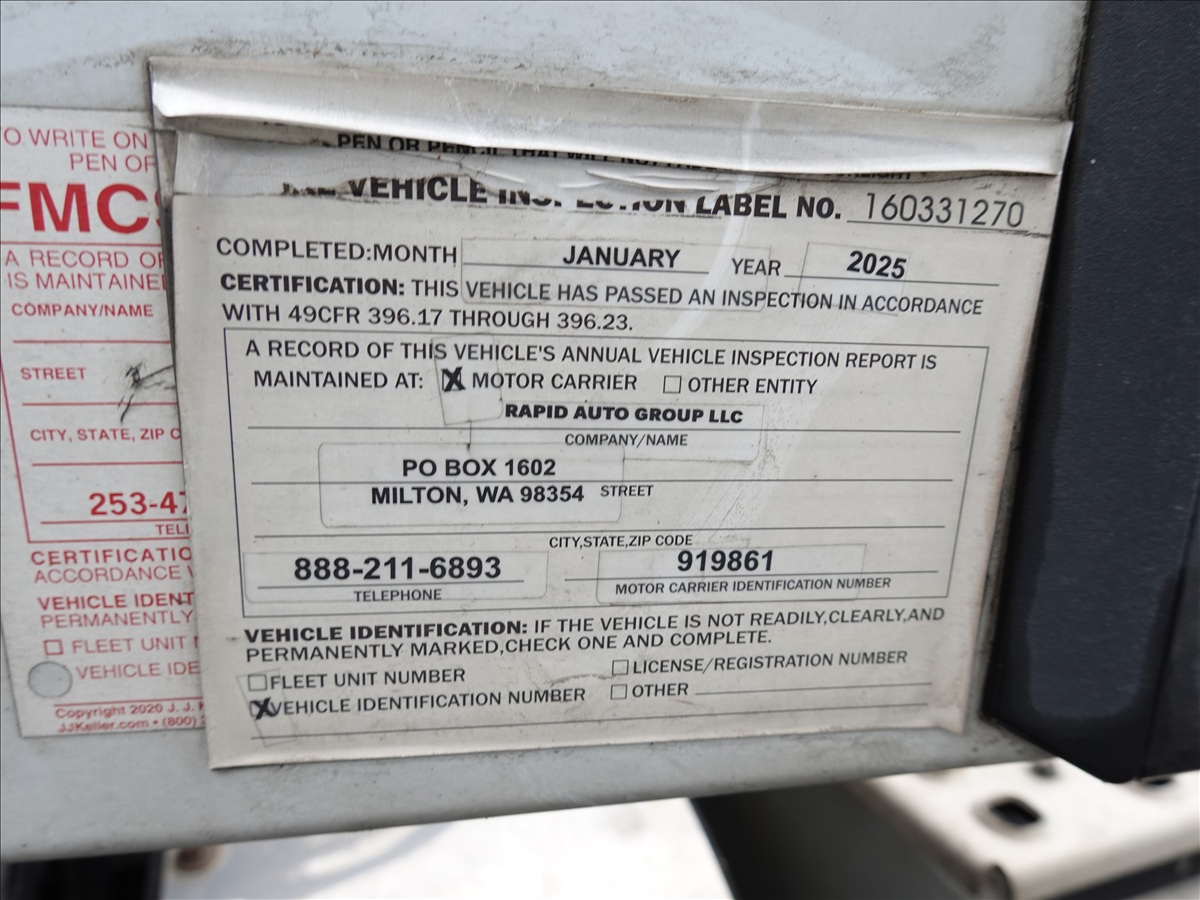 O WRITE ON
PEN OR
FMCS
A RECORD OF
IS MAINTAINE
COMPANY/NAME
STREET
CITY, STATE, ZIP C
253-47
TEL
CERTIFICATIO
ACCORDANCE
VEHICLE IDENT
PERMANENTLY
☐ FLEET UNIT
VEHICLE IDE
Copyright 2020 J. J. K
JJKeller.com • (800)
PEN OR PENCIL THAT WILL NOT
VEHICLE INSPECTION LABEL NO. 160331270
COMPLETED:MONTH JANUARY YEAR 2025
CERTIFICATION: THIS VEHICLE HAS PASSED AN INSPECTION IN ACCORDANCE
WITH 49CFR 396.17 THROUGH 396.23.
A RECORD OF THIS VEHICLE'S ANNUAL VEHICLE INSPECTION REPORT IS
MAINTAINED AT: ☒ MOTOR CARRIER ☐ OTHER ENTITY
RAPID AUTO GROUP LLC
COMPANY/NAME
PO BOX 1602
MILTON, WA 98354 STREET
CITY,STATE,ZIP CODE
888-211-6893 919861
TELEPHONE MOTOR CARRIER IDENTIFICATION NUMBER
VEHICLE IDENTIFICATION: IF THE VEHICLE IS NOT READILY,CLEARLY,AND
PERMANENTLY MARKED,CHECK ONE AND COMPLETE.
☐ FLEET UNIT NUMBER ☐ LICENSE/REGISTRATION NUMBER
☒ VEHICLE IDENTIFICATION NUMBER ☐ OTHER